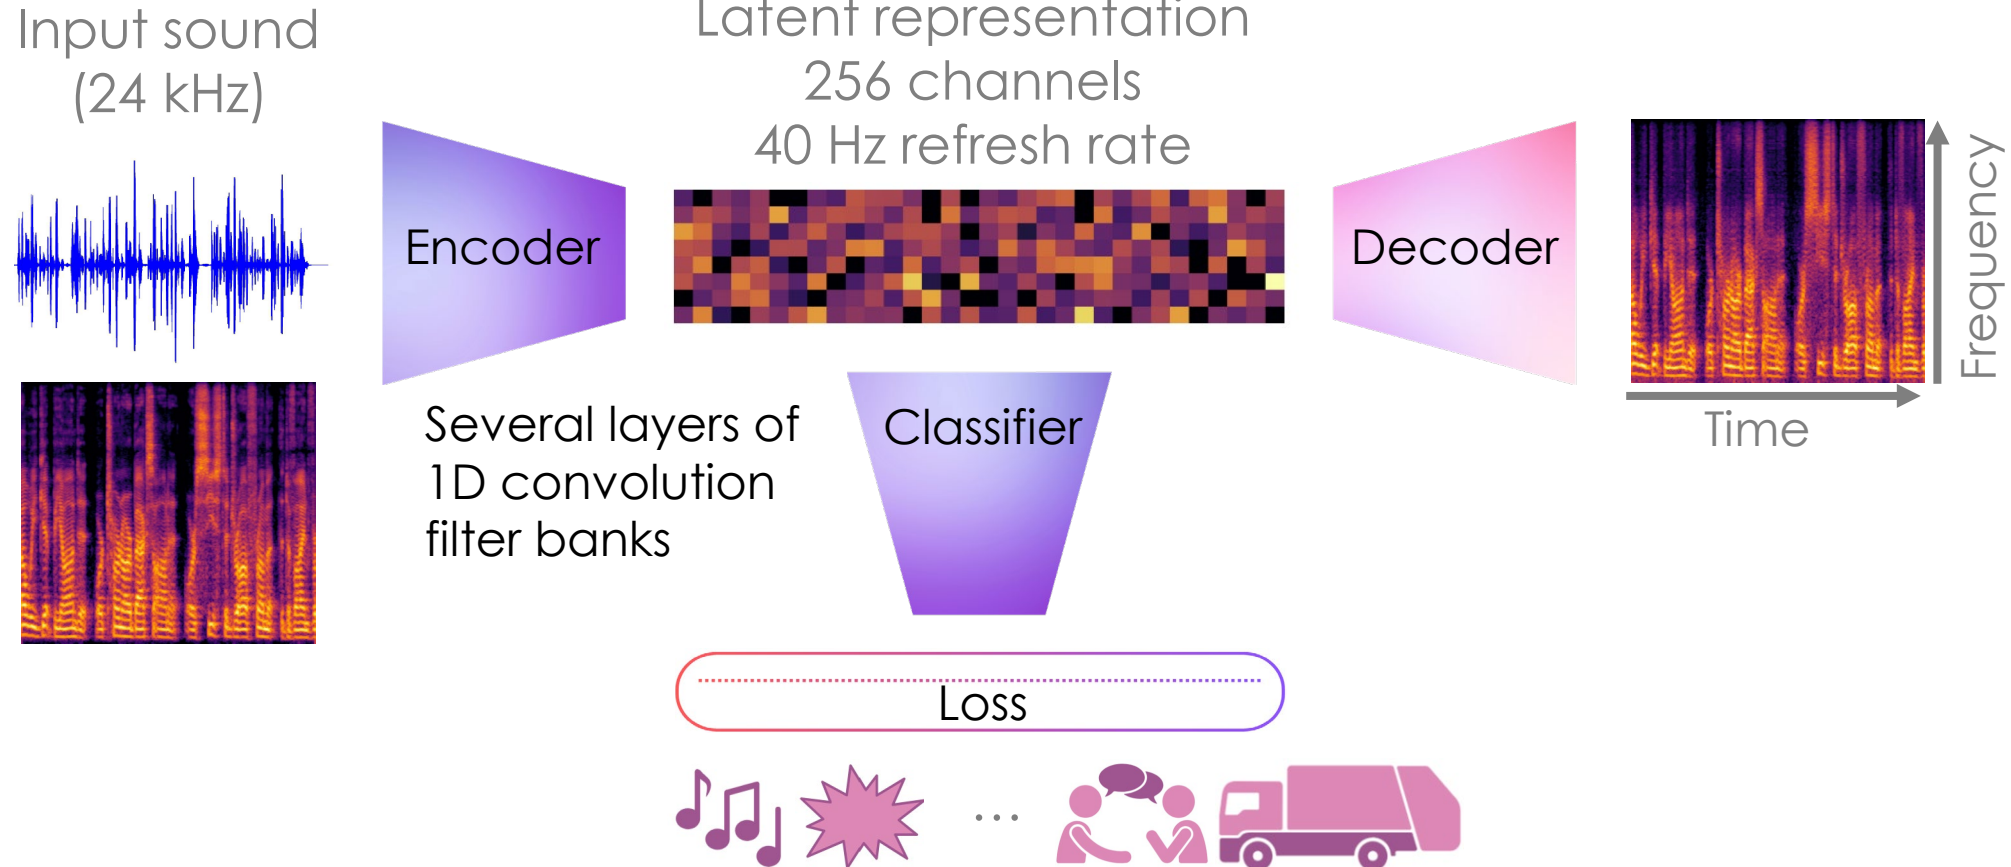 Input sound
(24 kHz)
Latent representation
256 channels
40 Hz refresh rate
Encoder
Decoder
Frequency
Time
Several layers of
1D convolution
filter banks
Classifier
Loss
...